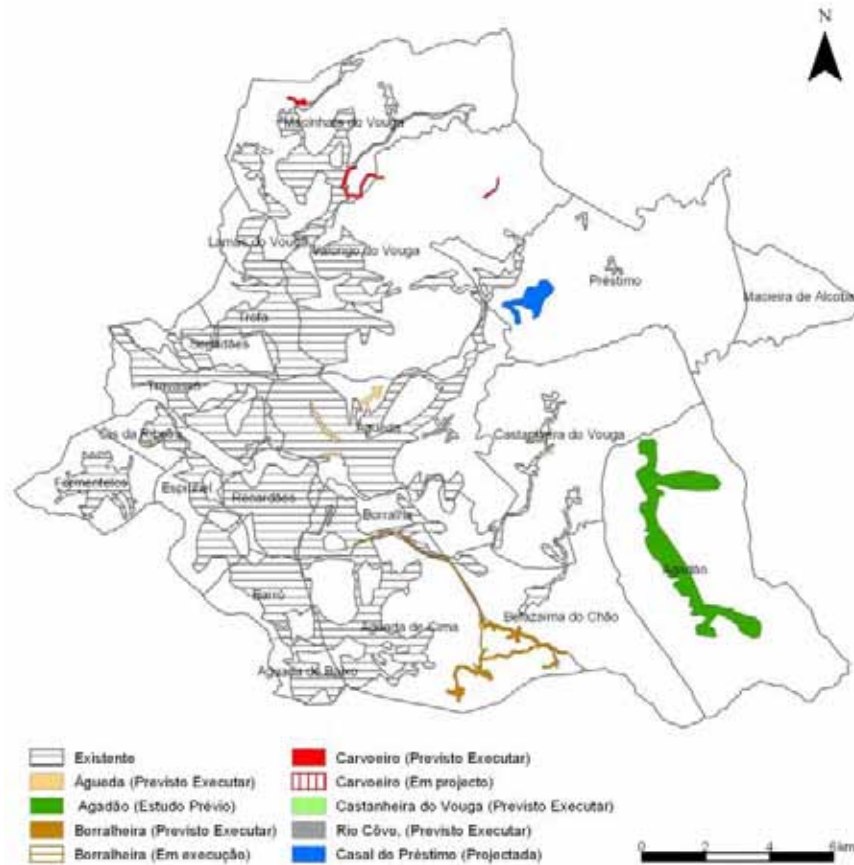 N
Macinhata do Vouga
Lamas do Vouga
Valongo do Vouga
Préstimo
Macieira de Alcoba
Trofa
Segadães
Travassô
Águeda
Castanheira do Vouga
Óis da Ribeira
Fermentelos
Espinhel
Recardães
Borralha
Agadão
Barrô
Belazaima do Chão
Aguada de Cima
Aguada de Baixo
Existente
Carvoeiro (Previsto Executar)
Águeda (Previsto Executar)
Carvoeiro (Em projecto)
Agadão (Estudo Prévio)
Castanheira do Vouga (Previsto Executar)
Borralheira (Previsto Executar)
Rio Côvo. (Previsto Executar)
Borralheira (Em execução)
Casal do Préstimo (Projectada)
0 2 4 6km